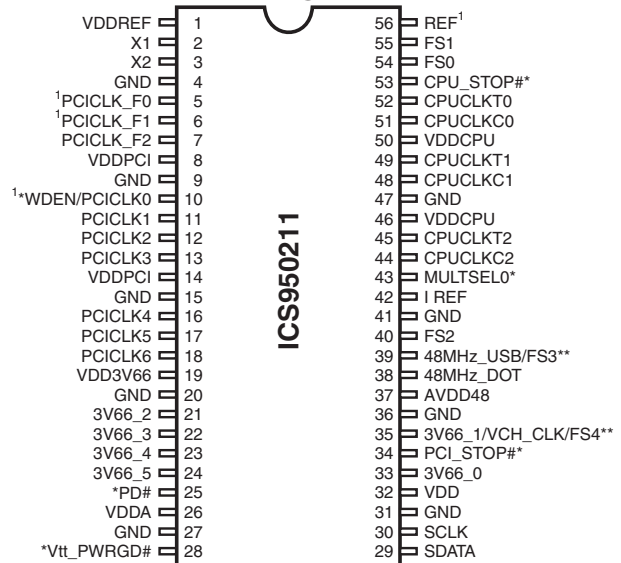 VDDREF 1 56 REF¹
X1 2 55 FS1
X2 3 54 FS0
GND 4 53 CPU_STOP#*
¹PCICLK_F0 5 52 CPUCLKT0
¹PCICLK_F1 6 51 CPUCLKC0
PCICLK_F2 7 50 VDDCPU
VDDPCI 8 49 CPUCLKT1
GND 9 48 CPUCLKC1
¹*WDEN/PCICLK0 10 47 GND
PCICLK1 11 46 VDDCPU
PCICLK2 12 45 CPUCLKT2
PCICLK3 13 44 CPUCLKC2
VDDPCI 14 43 MULTSEL0*
GND 15 42 I REF
PCICLK4 16 41 GND
PCICLK5 17 40 FS2
PCICLK6 18 39 48MHz_USB/FS3**
VDD3V66 19 38 48MHz_DOT
GND 20 37 AVDD48
3V66_2 21 36 GND
3V66_3 22 35 3V66_1/VCH_CLK/FS4**
3V66_4 23 34 PCI_STOP#*
3V66_5 24 33 3V66_0
*PD# 25 32 VDD
VDDA 26 31 GND
GND 27 30 SCLK
*Vtt_PWRGD# 28 29 SDATA
ICS950211